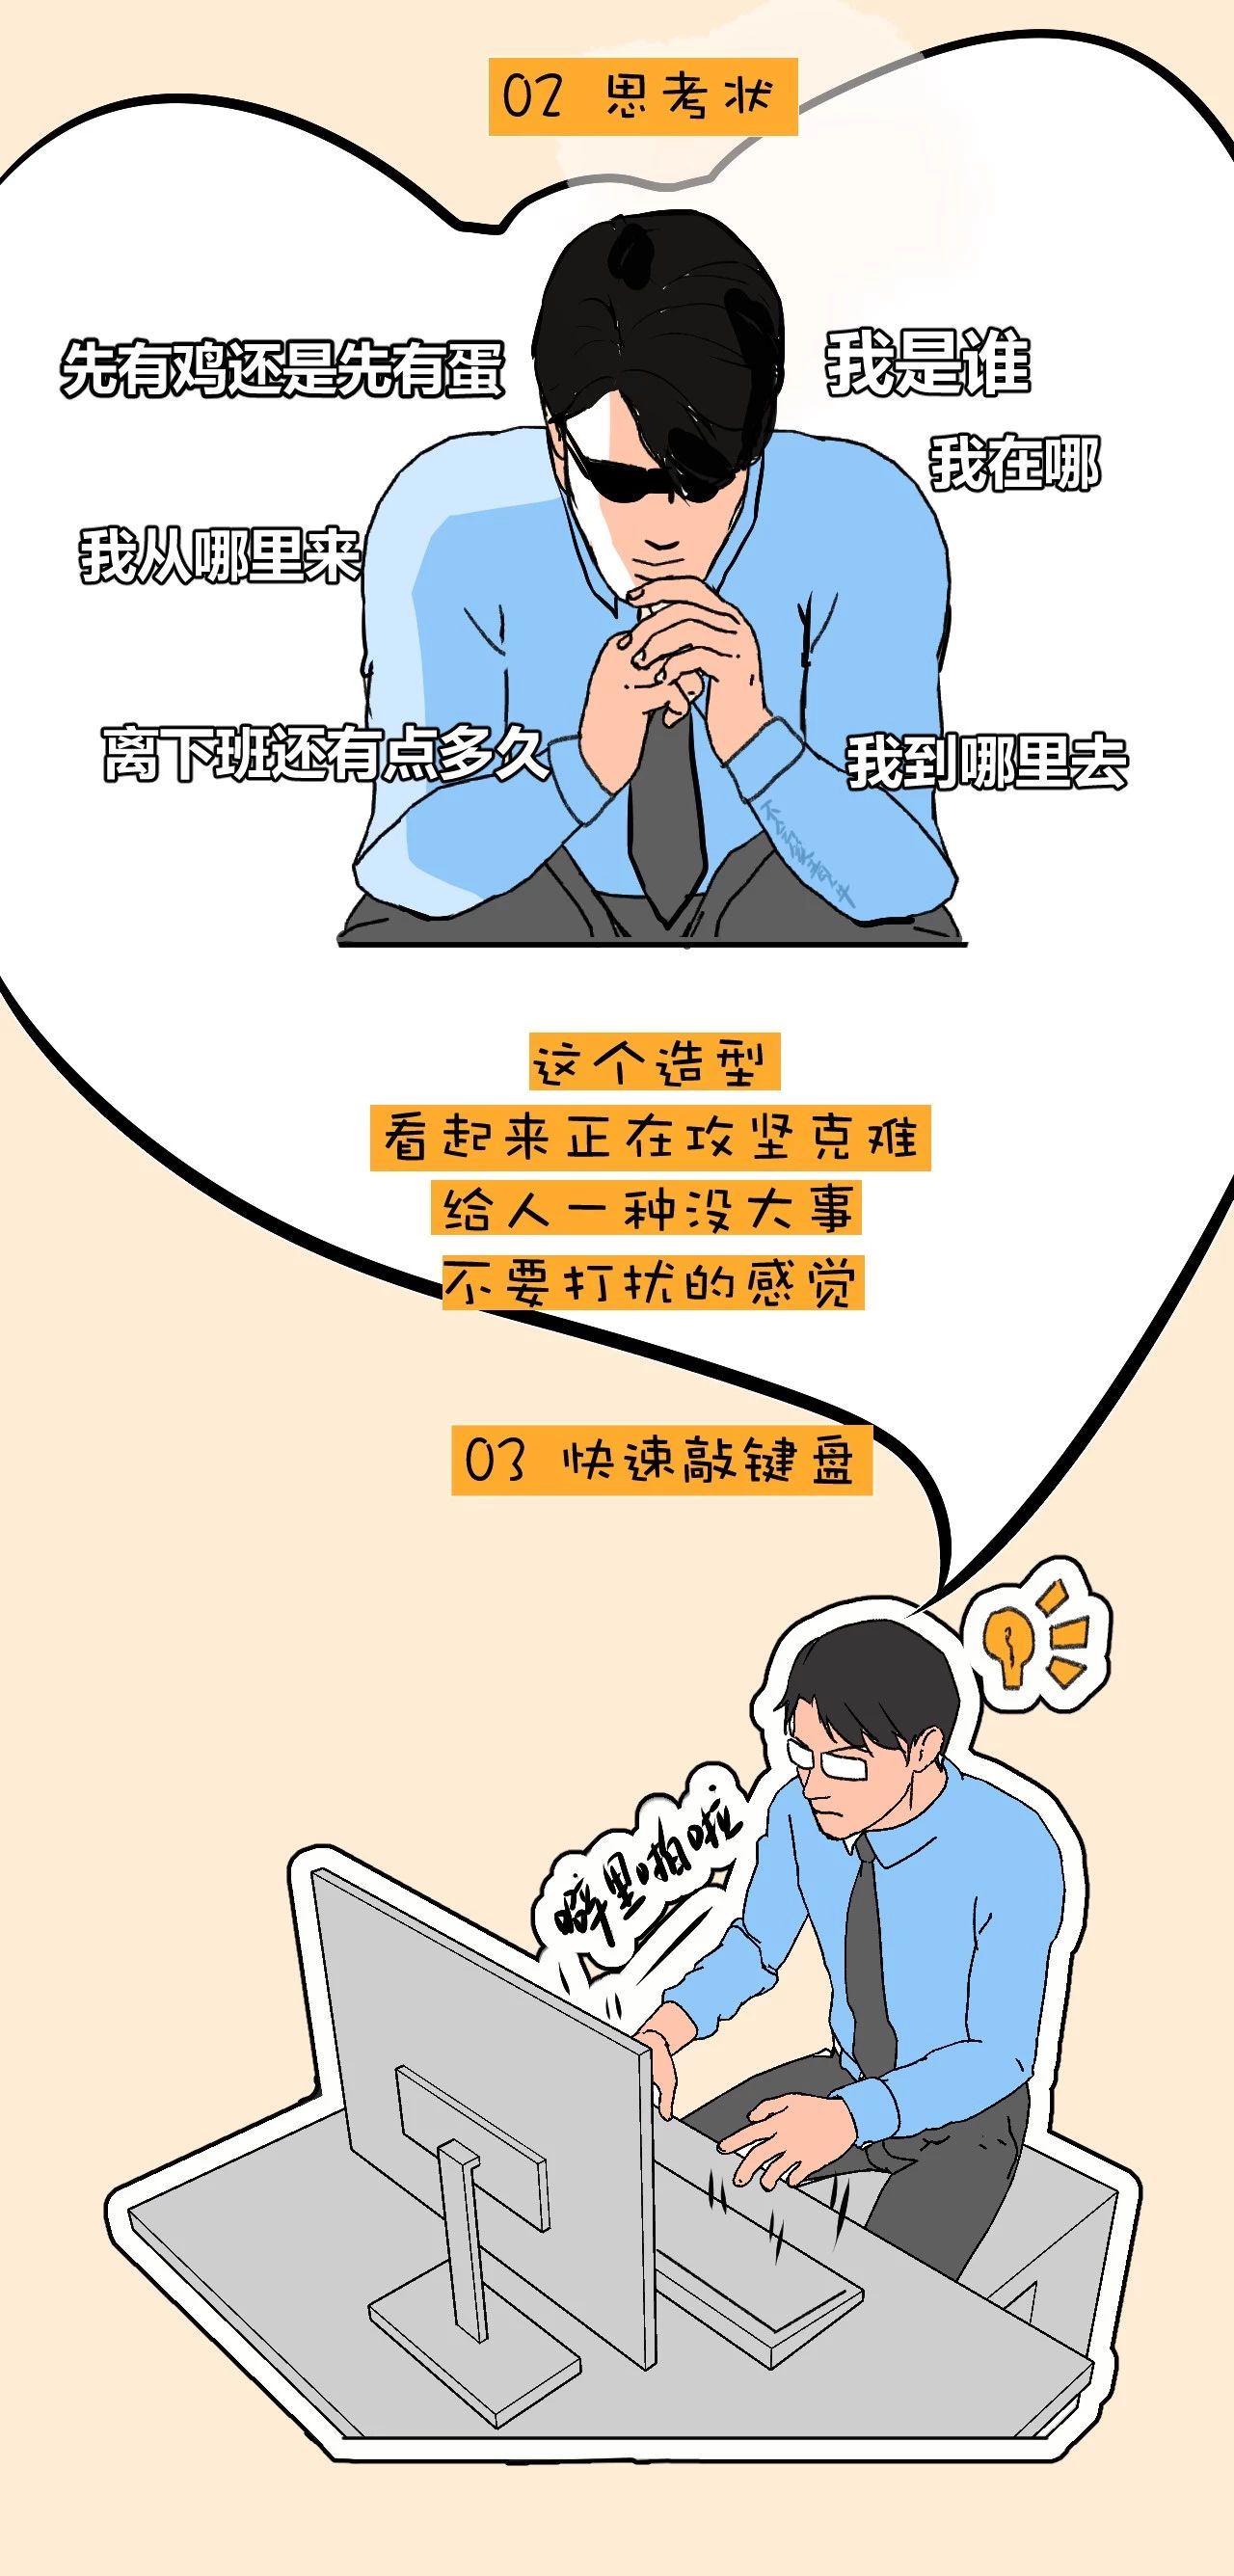 02 思考状
先有鸡还是先有蛋
我是谁
我在哪
我从哪里来
离下班还有点多久
我到哪里去
这个造型
看起来正在攻坚克难
给人一种没大事
不要打扰的感觉
03 快速敲键盘
噼里啪啦